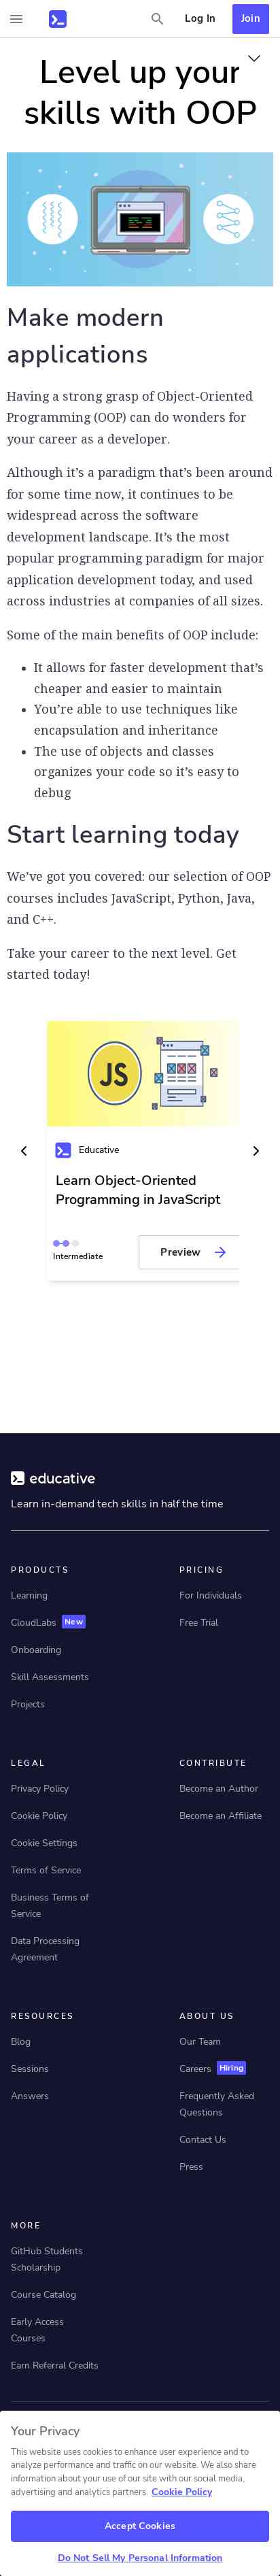 Log In
Join
Level up your
skills with OOP
Make modern
applications
Having a strong grasp of Object-Oriented
Programming (OOP) can do wonders for
your career as a developer.
Although it’s a paradigm that’s been around
for some time now, it continues to be
widespread across the software
development landscape. It’s the most
popular programming paradigm for major
application development today, and used
across industries at companies of all sizes.
Some of the main benefits of OOP include:
• It allows for faster development that’s
cheaper and easier to maintain
• You’re able to use techniques like
encapsulation and inheritance
• The use of objects and classes
organizes your code so it’s easy to
debug
Start learning today
We’ve got you covered: our selection of OOP
courses includes JavaScript, Python, Java,
and C++.
Take your career to the next level. Get
started today!
JS
Educative
Learn Object-Oriented
Programming in JavaScript
Intermediate
Preview
educative
Learn in-demand tech skills in half the time
PRODUCTS
Learning
CloudLabs New
Onboarding
Skill Assessments
Projects
PRICING
For Individuals
Free Trial
LEGAL
Privacy Policy
Cookie Policy
Cookie Settings
Terms of Service
Business Terms of
Service
Data Processing
Agreement
CONTRIBUTE
Become an Author
Become an Affiliate
RESOURCES
Blog
Sessions
Answers
ABOUT US
Our Team
Careers Hiring
Frequently Asked
Questions
Contact Us
Press
MORE
GitHub Students
Scholarship
Course Catalog
Early Access
Courses
Earn Referral Credits
Your Privacy
This website uses cookies to enhance user experience and to
analyze performance and traffic on our website. We also share
information about your use of our site with our social media,
advertising and analytics partners. Cookie Policy
Accept Cookies
Do Not Sell My Personal Information